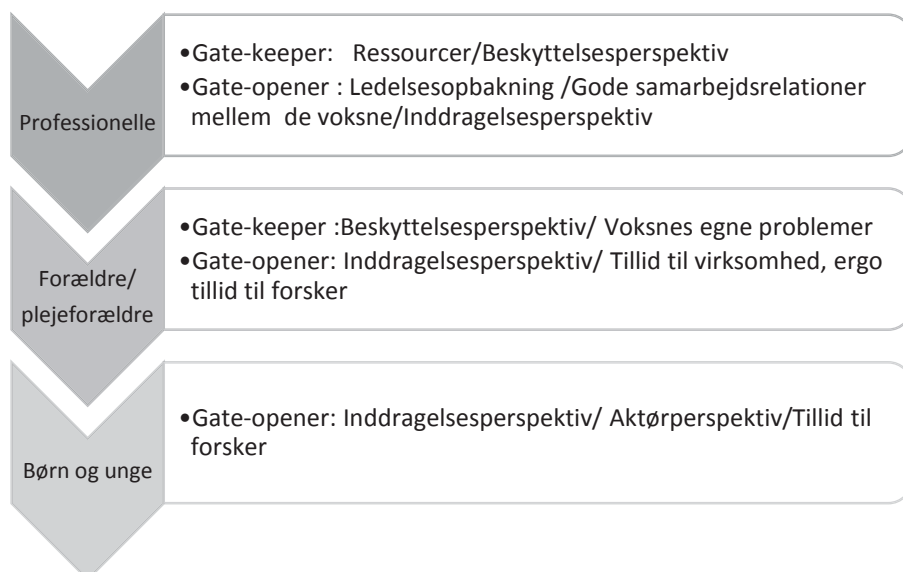 Professionelle
•Gate-keeper: Ressourcer/Beskyttelsesperspektiv
•Gate-opener : Ledelsesopbakning /Gode samarbejdsrelationer
mellem de voksne/Inddragelsesperspektiv
Forældre/
plejeforældre
•Gate-keeper :Beskyttelsesperspektiv/ Voksnes egne problemer
•Gate-opener: Inddragelsesperspektiv/ Tillid til virksomhed, ergo
tillid til forsker
Børn og unge
•Gate-opener: Inddragelsesperspektiv/ Aktørperspektiv/Tillid til
forsker